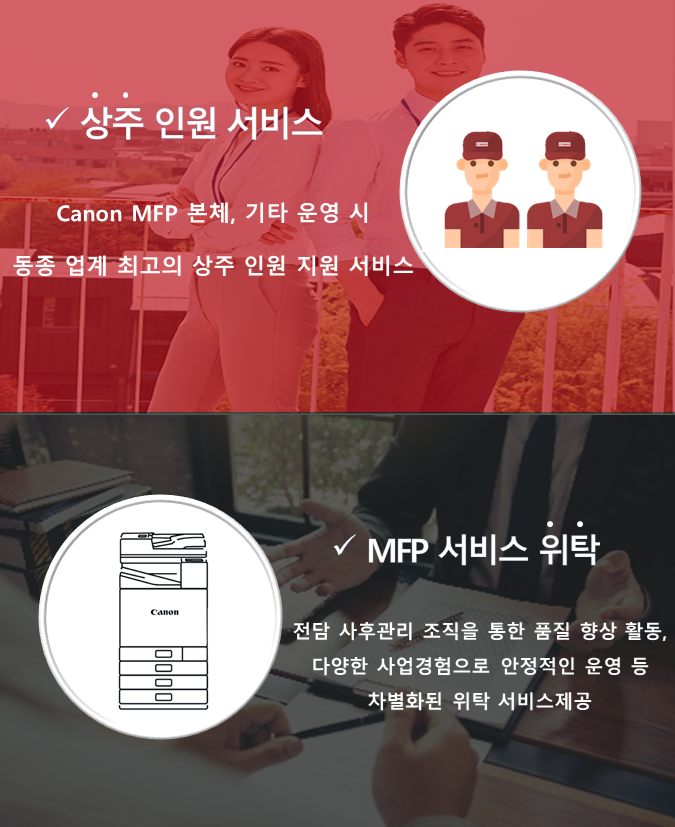 ✓ 상주 인원 서비스
Canon MFP 본체, 기타 운영 시
동종 업계 최고의 상주 인원 지원 서비스
✓ MFP 서비스 위탁
Canon
전담 사후관리 조직을 통한 품질 향상 활동,
다양한 사업경험으로 안정적인 운영 등
차별화된 위탁 서비스제공